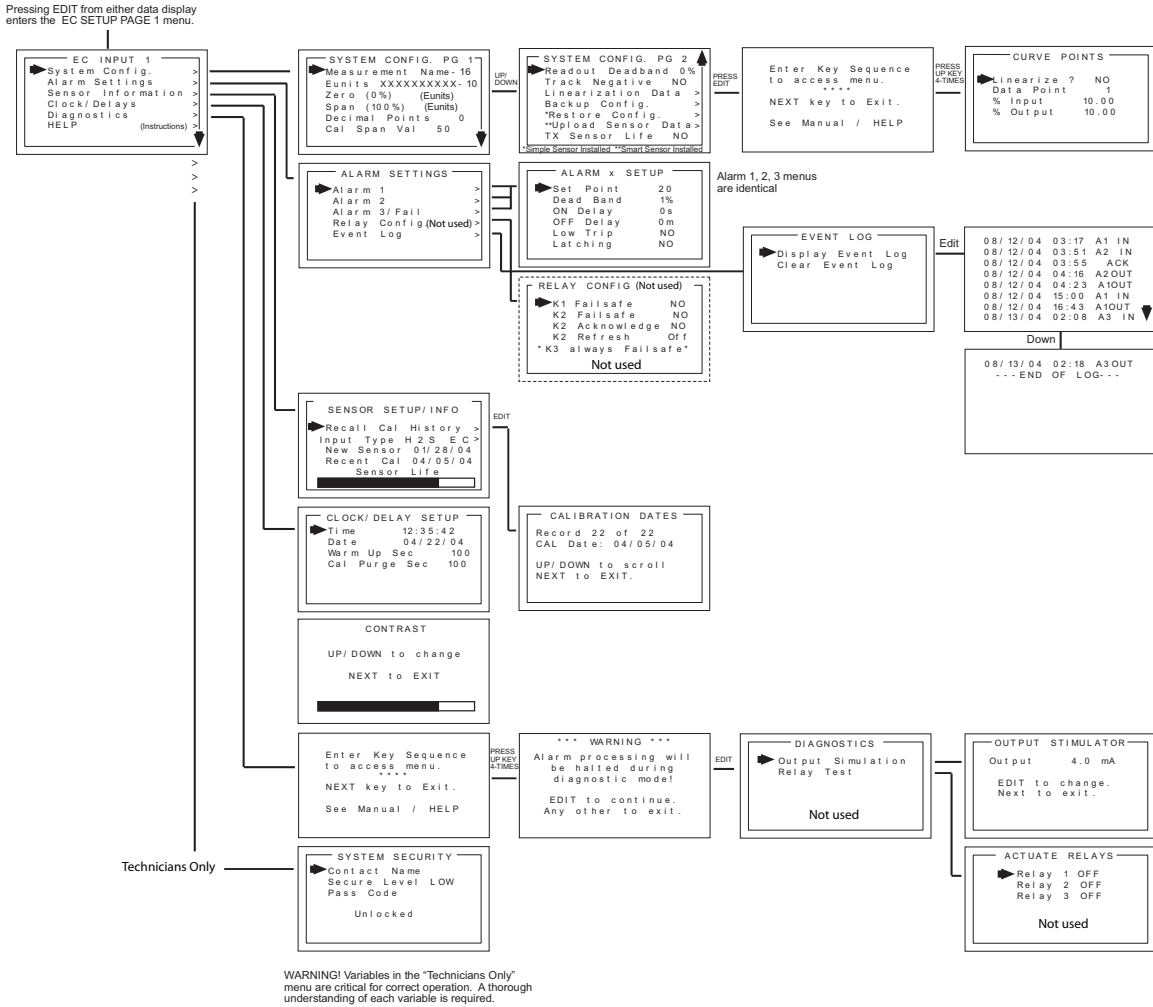 Pressing EDIT from either data display
enters the EC SETUP PAGE 1 menu.
EC INPUT 1
System Config. >
Alarm Settings >
Sensor Information >
Clock/Delays >
Diagnostics >
HELP (Instructions) >
>
>
>
SYSTEM CONFIG. PG 1
Measurement Name-16
Eunits XXXXXXXXXX-10
Zero (0%) (Eunits)
Span (100%) (Eunits)
Decimal Points 0
Cal Span Val 50
UP/
DOWN
SYSTEM CONFIG. PG 2
Readout Deadband 0%
Track Negative NO
Linearization Data >
Backup Config. >
*Restore Config. >
**Upload Sensor Data>
TX Sensor Life NO
*Simple Sensor Installed **Smart Sensor Installed
PRESS
EDIT
Enter Key Sequence
to access menu.
****
NEXT key to Exit.
See Manual / HELP
PRESS
UP KEY
4-TIMES
CURVE POINTS
Linearize ? NO
Data Point 1
% Input 10.00
% Output 10.00
ALARM SETTINGS
Alarm 1 >
Alarm 2 >
Alarm 3/Fail >
Relay Config.(Not used) >
Event Log >
ALARM x SETUP
Set Point 20
Dead Band 1%
ON Delay 0s
OFF Delay 0m
Low Trip NO
Latching NO
Alarm 1, 2, 3 menus
are identical
RELAY CONFIG (Not used)
K1 Failsafe NO
K2 Failsafe NO
K2 Acknowledge NO
K2 Refresh Off
*K3 always Failsafe*
Not used
EVENT LOG
Display Event Log
Clear Event Log
Edit
08/12/04 03:17 A1 IN
08/12/04 03:51 A2 IN
08/12/04 03:55 ACK
08/12/04 04:16 A2OUT
08/12/04 04:23 A1OUT
08/12/04 15:00 A1 IN
08/12/04 16:43 A1OUT
08/13/04 02:08 A3 IN
Down
08/13/04 02:18 A3OUT
---END OF LOG---
SENSOR SETUP/INFO
Recall Cal History >
Input Type H2S EC>
New Sensor 01/28/04
Recent Cal 04/05/04
Sensor Life
EDIT
CLOCK/DELAY SETUP
Time 12:35:42
Date 04/22/04
Warm Up Sec 100
Cal Purge Sec 100
CALIBRATION DATES
Record 22 of 22
CAL Date: 04/05/04
UP/DOWN to scroll
NEXT to EXIT.
CONTRAST
UP/DOWN to change
NEXT to EXIT
Enter Key Sequence
to access menu.
****
NEXT key to Exit.
See Manual / HELP
PRESS
UP KEY
4-TIMES
*** WARNING ***
Alarm processing will
be halted during
diagnostic mode!
EDIT to continue.
Any other to exit.
EDIT
DIAGNOSTICS
Output Simulation
Relay Test
Not used
OUTPUT STIMULATOR
Output 4.0 mA
EDIT to change.
Next to exit.
ACTUATE RELAYS
Relay 1 OFF
Relay 2 OFF
Relay 3 OFF
Not used
Technicians Only
SYSTEM SECURITY
Contact Name
Secure Level LOW
Pass Code
Unlocked
WARNING! Variables in the "Technicians Only"
menu are critical for correct operation. A thorough
understanding of each variable is required.